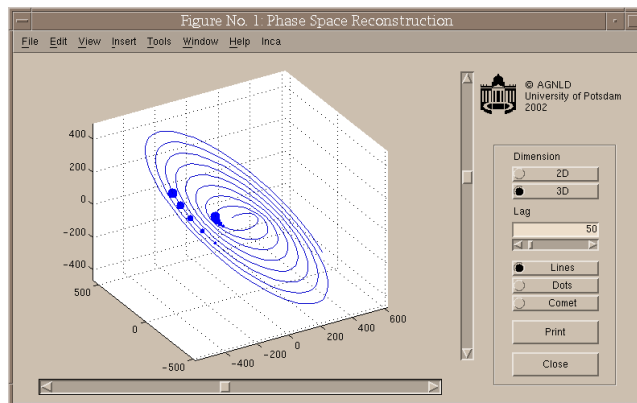 Figure No. 1: Phase Space Reconstruction
File Edit View Insert Tools Window Help Inca
© AGNLD
University of Potsdam
2002
Dimension
2D
3D
Lag
50
Lines
Dots
Comet
Print
Close
400
200
0
-200
-400
500
0
-500
-400
-200
0
200
400
600